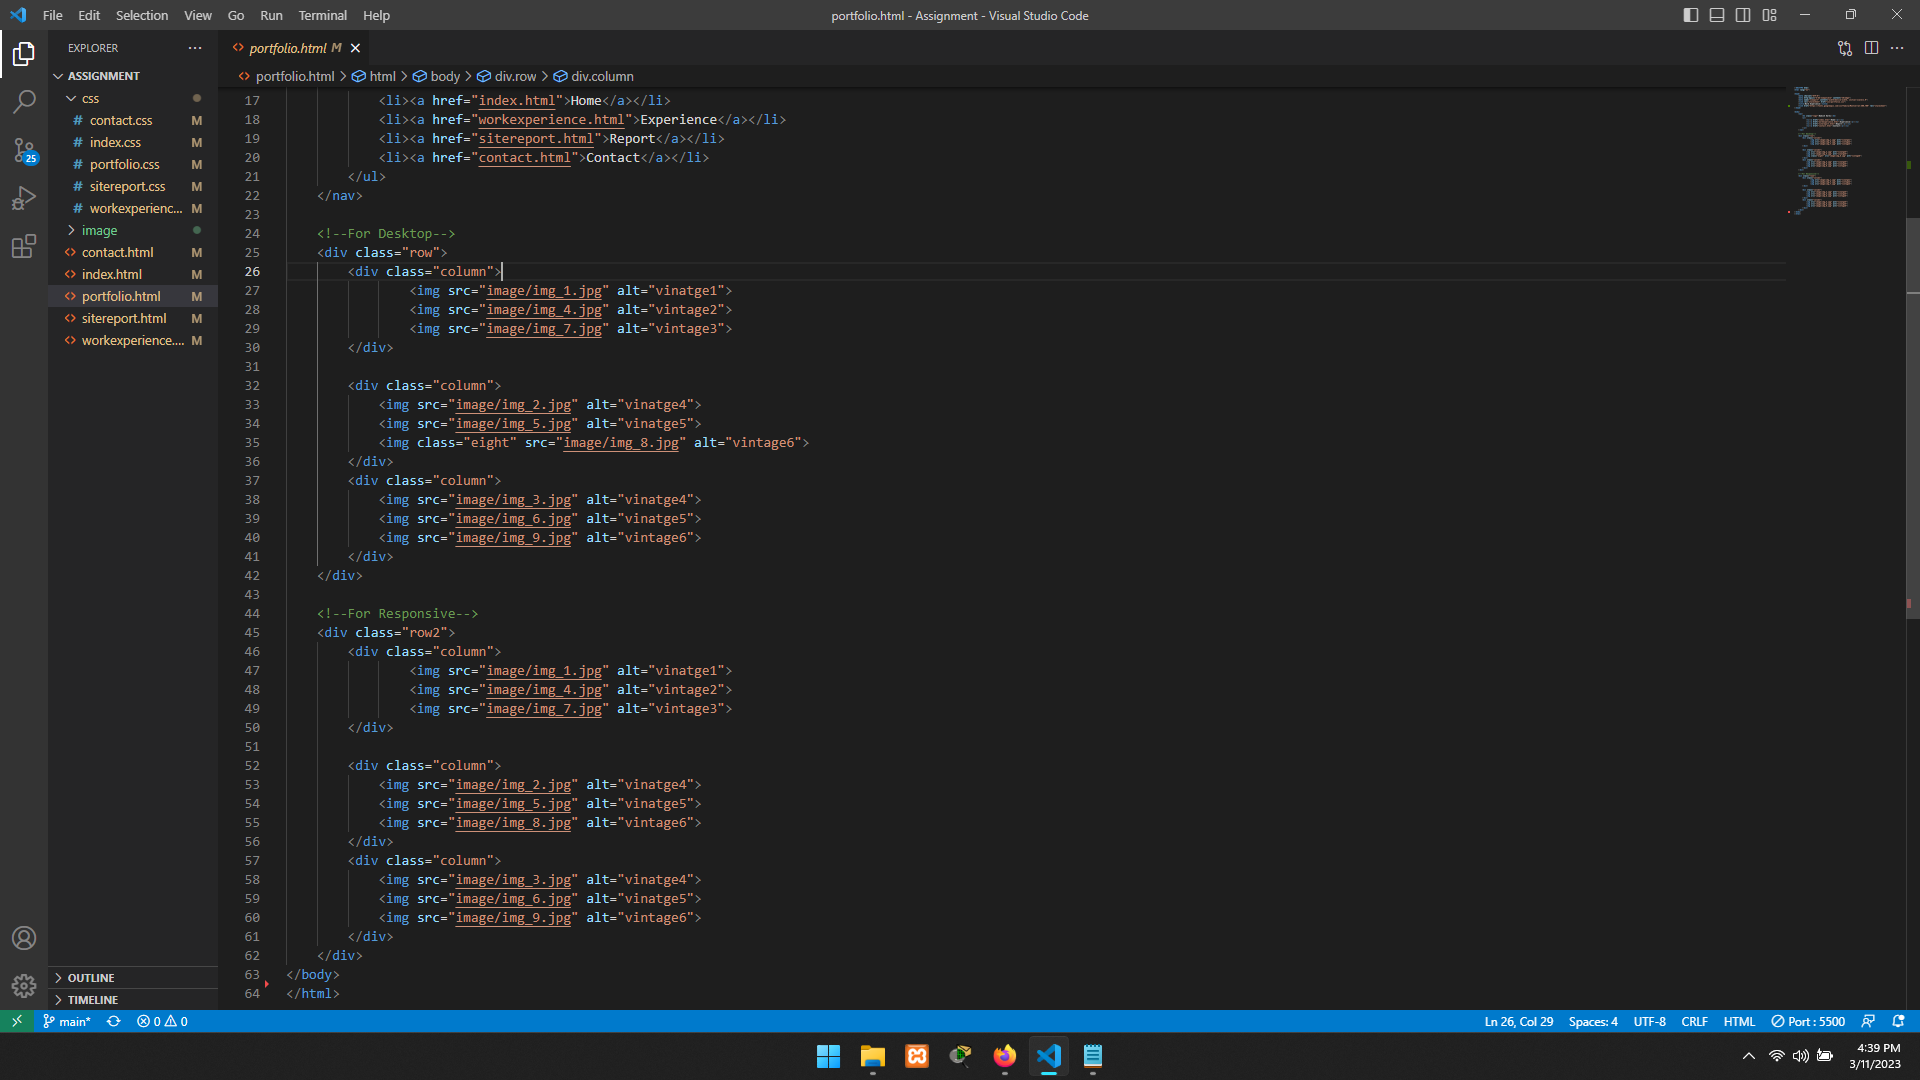 File Edit Selection View Go Run Terminal Help
portfolio.html - Assignment - Visual Studio Code
EXPLORER
ASSIGNMENT
css
# contact.css M
# index.css M
# portfolio.css M
# sitereport.css M
# workexperienc... M
image
<> contact.html M
<> index.html M
<> portfolio.html M
<> sitereport.html M
<> workexperience.... M
OUTLINE
TIMELINE
25
<> portfolio.html M
<> portfolio.html > html > body > div.row > div.column
17 <li><a href="index.html">Home</a></li>
18 <li><a href="workexperience.html">Experience</a></li>
19 <li><a href="sitereport.html">Report</a></li>
20 <li><a href="contact.html">Contact</a></li>
21 </ul>
22 </nav>
23
24 <!--For Desktop-->
25 <div class="row">
26 <div class="column">
27 <img src="image/img_1.jpg" alt="vinatge1">
28 <img src="image/img_4.jpg" alt="vintage2">
29 <img src="image/img_7.jpg" alt="vintage3">
30 </div>
31
32 <div class="column">
33 <img src="image/img_2.jpg" alt="vinatge4">
34 <img src="image/img_5.jpg" alt="vinatge5">
35 <img class="eight" src="image/img_8.jpg" alt="vintage6">
36 </div>
37 <div class="column">
38 <img src="image/img_3.jpg" alt="vinatge4">
39 <img src="image/img_6.jpg" alt="vinatge5">
40 <img src="image/img_9.jpg" alt="vintage6">
41 </div>
42 </div>
43
44 <!--For Responsive-->
45 <div class="row2">
46 <div class="column">
47 <img src="image/img_1.jpg" alt="vinatge1">
48 <img src="image/img_4.jpg" alt="vintage2">
49 <img src="image/img_7.jpg" alt="vintage3">
50 </div>
51
52 <div class="column">
53 <img src="image/img_2.jpg" alt="vinatge4">
54 <img src="image/img_5.jpg" alt="vinatge5">
55 <img src="image/img_8.jpg" alt="vintage6">
56 </div>
57 <div class="column">
58 <img src="image/img_3.jpg" alt="vinatge4">
59 <img src="image/img_6.jpg" alt="vinatge5">
60 <img src="image/img_9.jpg" alt="vintage6">
61 </div>
62 </div>
63 </body>
64 </html>
main* 0 0 Ln 26, Col 29 Spaces: 4 UTF-8 CRLF HTML Port : 5500
4:39 PM
3/11/2023